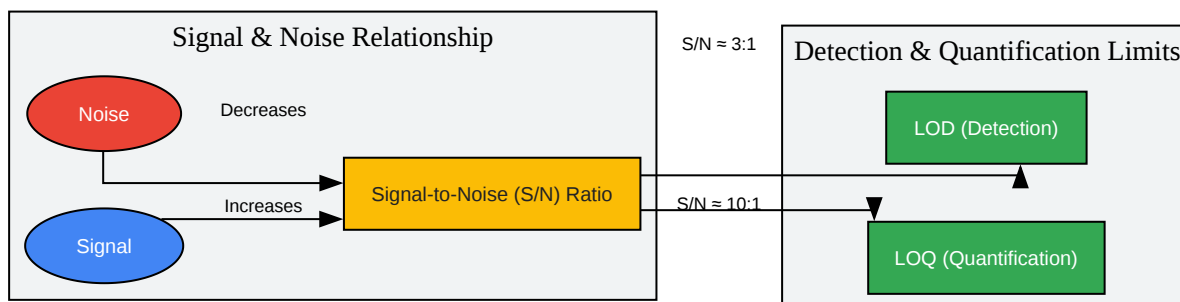 Signal & Noise Relationship
Noise
Decreases
Signal-to-Noise (S/N) Ratio
Increases
Signal
S/N ≈ 3:1
S/N ≈ 10:1
Detection & Quantification Limits
LOD (Detection)
LOQ (Quantification)